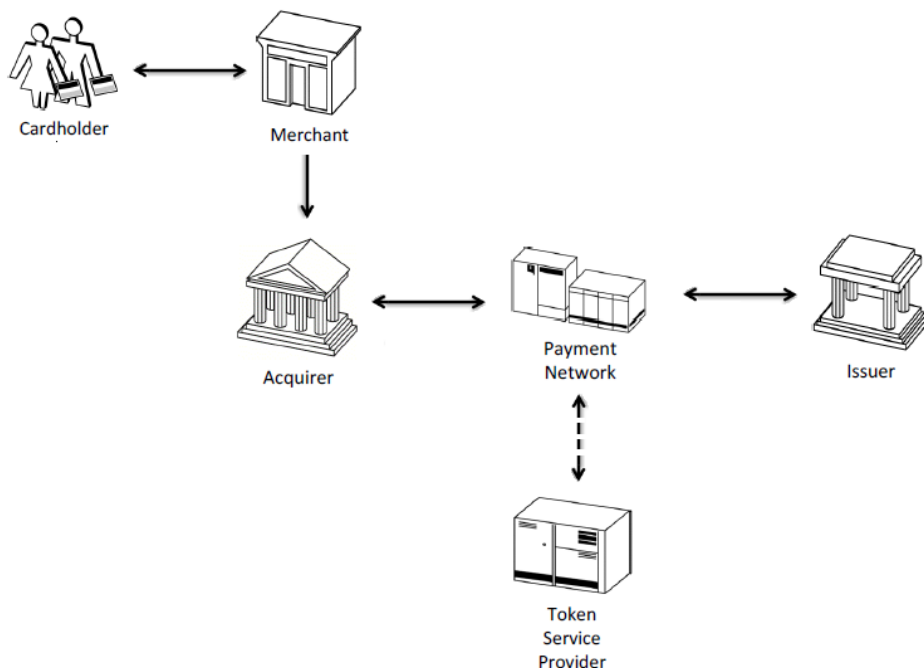 Cardholder
Merchant
Acquirer
Payment
Network
Issuer
Token
Service
Provider